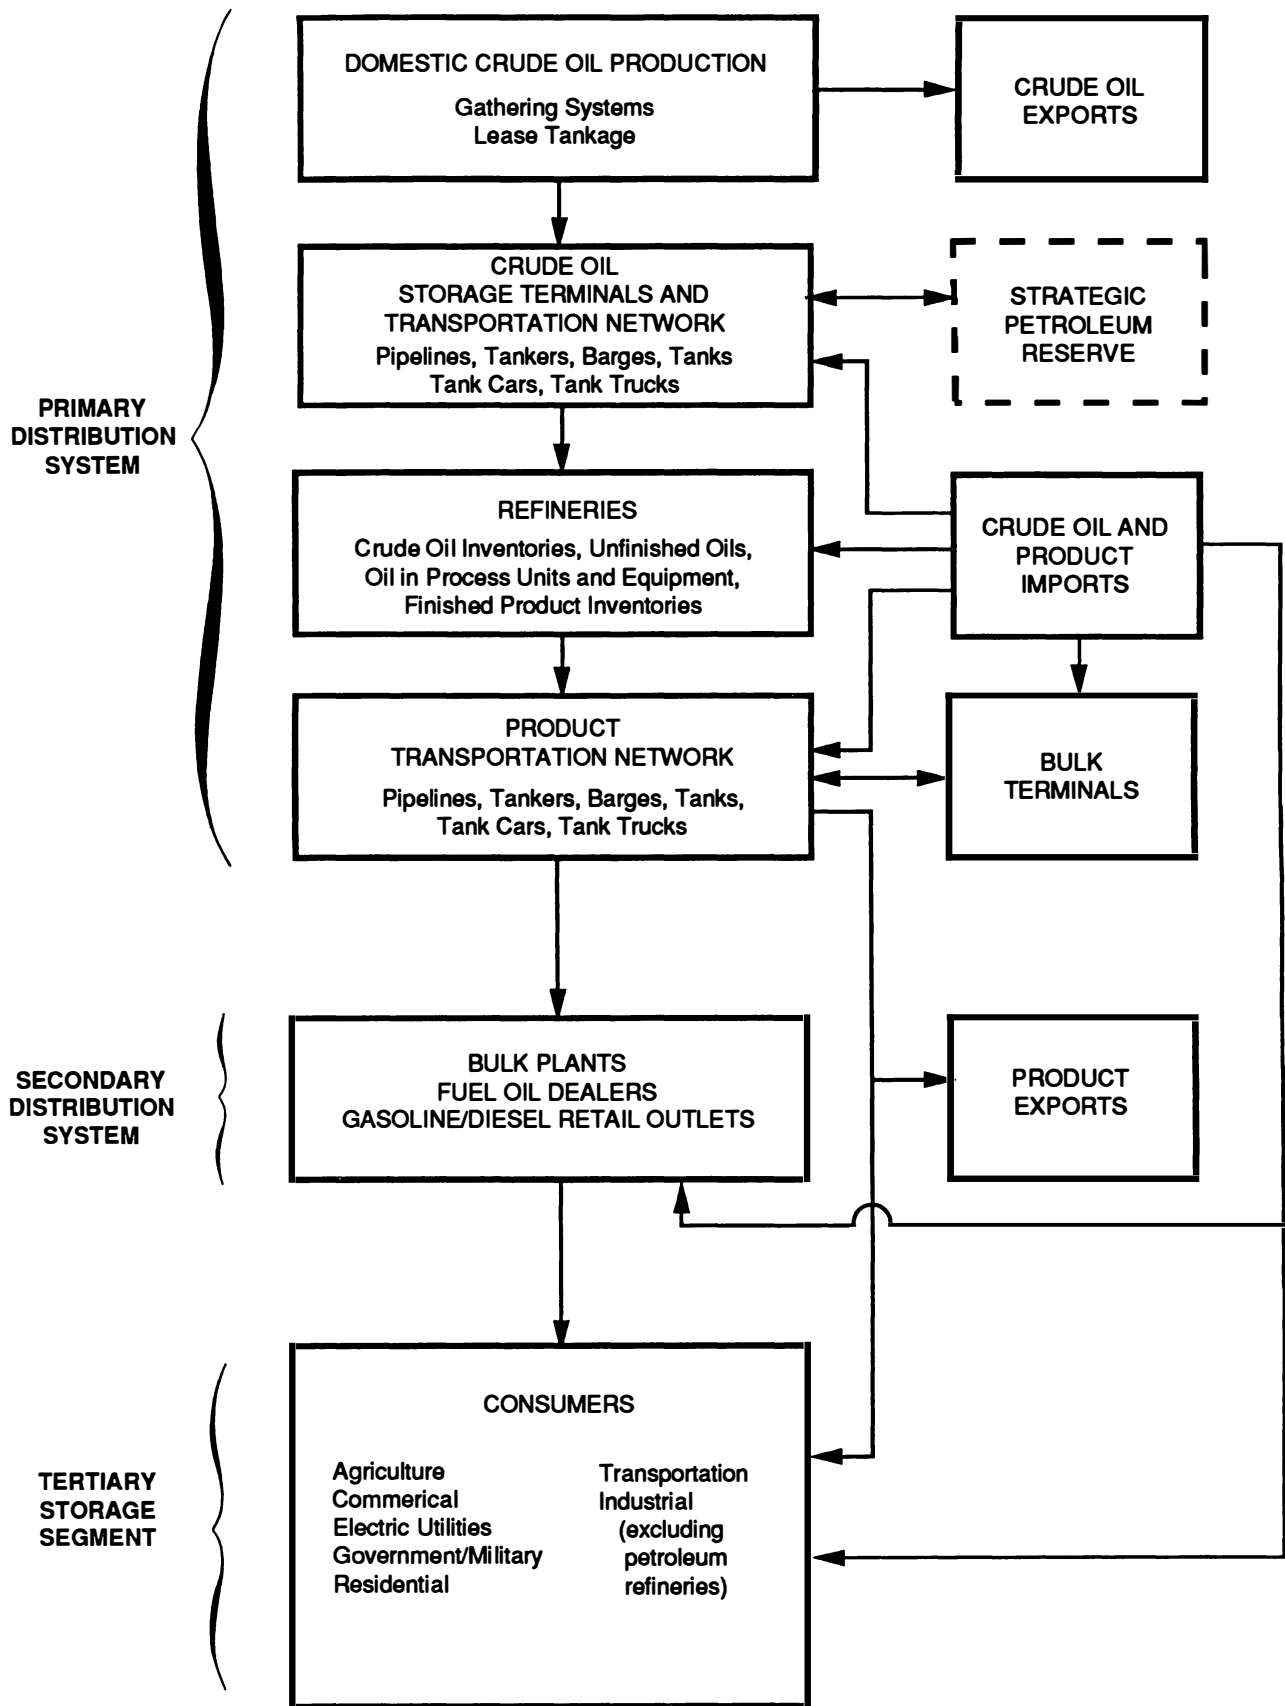 DOMESTIC CRUDE OIL PRODUCTION
Gathering Systems
Lease Tankage
CRUDE OIL
EXPORTS
CRUDE OIL
STORAGE TERMINALS AND
TRANSPORTATION NETWORK
Pipelines, Tankers, Barges, Tanks
Tank Cars, Tank Trucks
STRATEGIC
PETROLEUM
RESERVE
PRIMARY
DISTRIBUTION
SYSTEM
REFINERIES
Crude Oil Inventories, Unfinished Oils,
Oil in Process Units and Equipment,
Finished Product Inventories
CRUDE OIL AND
PRODUCT
IMPORTS
PRODUCT
TRANSPORTATION NETWORK
Pipelines, Tankers, Barges, Tanks,
Tank Cars, Tank Trucks
BULK
TERMINALS
SECONDARY
DISTRIBUTION
SYSTEM
BULK PLANTS
FUEL OIL DEALERS
GASOLINE/DIESEL RETAIL OUTLETS
PRODUCT
EXPORTS
TERTIARY
STORAGE
SEGMENT
CONSUMERS
Agriculture
Commerical
Electric Utilities
Government/Military
Residential
Transportation
Industrial
(excluding
petroleum
refineries)